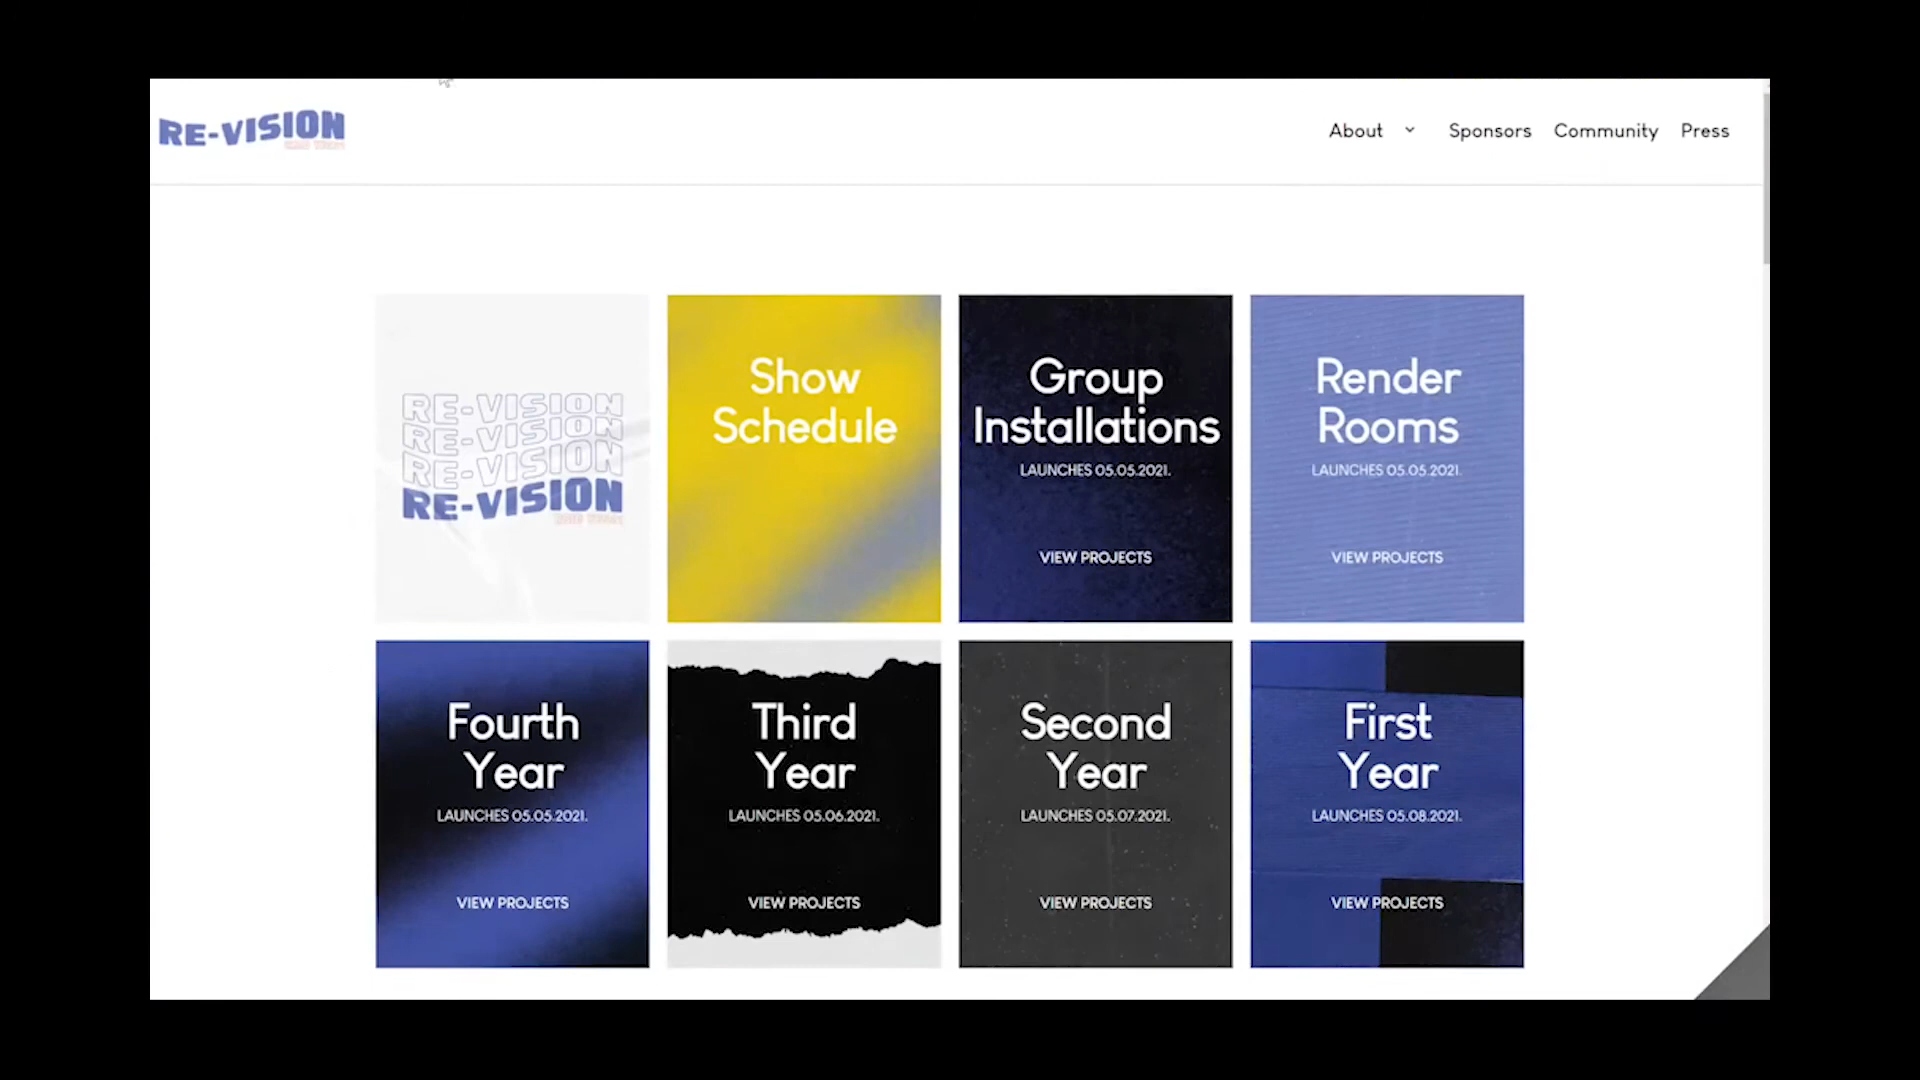 RE-VISION
About
Sponsors
Community
Press
RE-VISION
RE-VISION
RE-VISION
RE-VISION
Show
Schedule
Group
Installations
LAUNCHES 05.05.2021.
VIEW PROJECTS
Render
Rooms
LAUNCHES 05.05.2021.
VIEW PROJECTS
Fourth
Year
LAUNCHES 05.05.2021.
VIEW PROJECTS
Third
Year
LAUNCHES 05.06.2021.
VIEW PROJECTS
Second
Year
LAUNCHES 05.07.2021.
VIEW PROJECTS
First
Year
LAUNCHES 05.08.2021.
VIEW PROJECTS